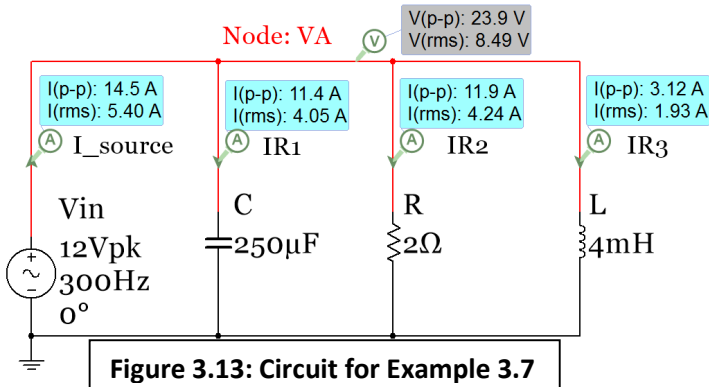 V(p-p): 23.9 V
V(rms): 8.49 V
Node: VA
V
I(p-p): 14.5 A
I(rms): 5.40 A
I(p-p): 11.4 A
I(rms): 4.05 A
I(p-p): 11.9 A
I(rms): 4.24 A
I(p-p): 3.12 A
I(rms): 1.93 A
A I_source
A IR1
A IR2
A IR3
Vin
12Vpk
300Hz
0°
C
250µF
R
2Ω
L
4mH
Figure 3.13: Circuit for Example 3.7